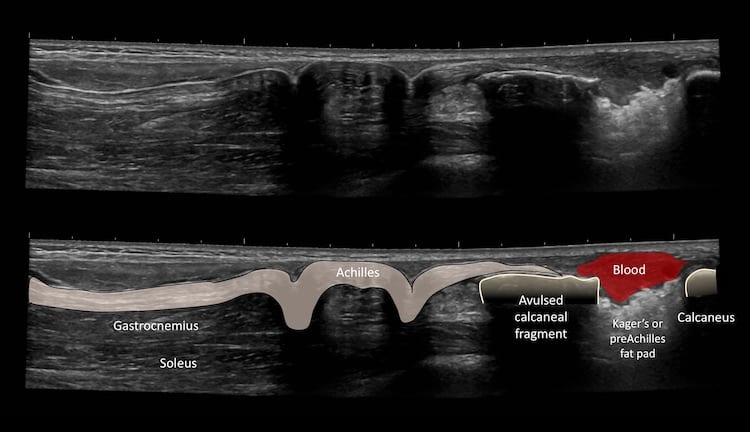 Achilles
Blood
Gastrocnemius
Soleus
Avulsed
calcaneal
fragment
Kager's or
preAchilles
fat pad
Calcaneus